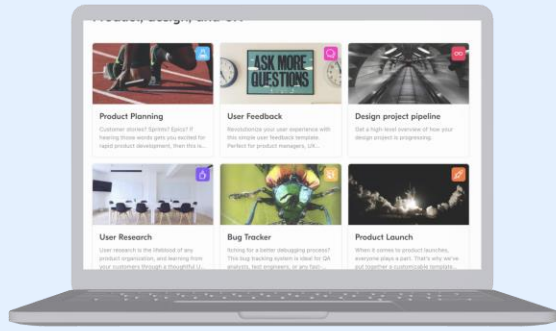 Product, design, and UX
ASK MORE
QUESTIONS
Product Planning
Customer stories? Sprints? Epics? If
hearing those words gets you excited for
rapid product development, then this is...
User Feedback
Revolutionize your user experience with
this simple user feedback template.
Perfect for product managers, UX...
Design project pipeline
Get a high-level overview of how your
design project is progressing.
User Research
User research is the lifeblood of any
product organization, and learning from
your customers through a thoughtful U...
Bug Tracker
Itching for a better debugging process?
This bug tracking system is ideal for QA
analysts, test engineers, or any fast-...
Product Launch
When it comes to product launches,
everyone plays a part. That's why we've
put together a customizable template...